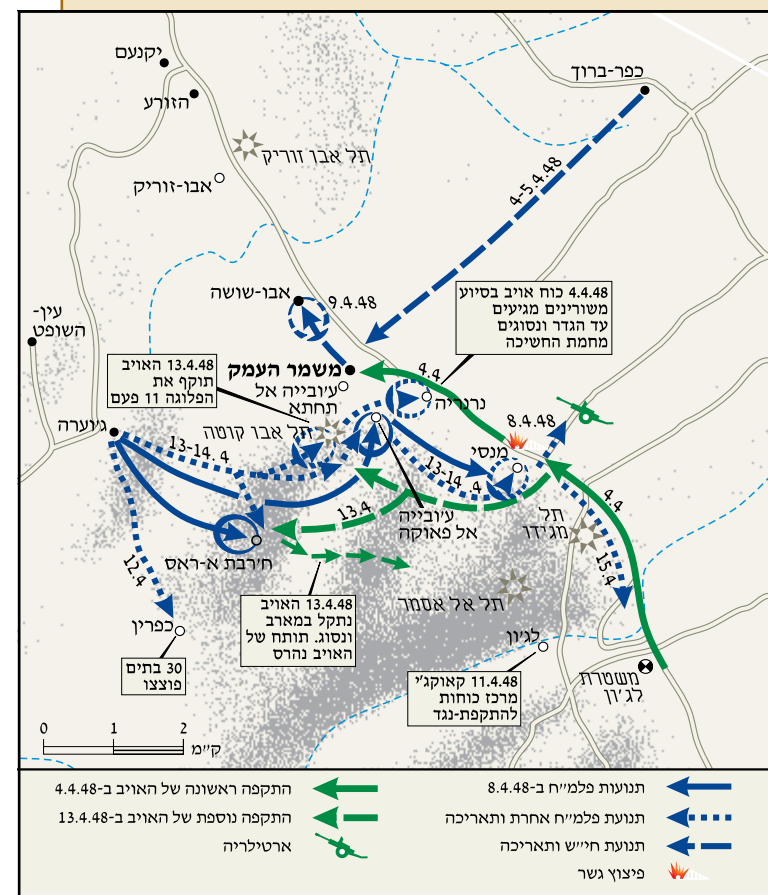 יקנעם
הזורע
כפר-ברוך
תל אבו זוריק
אבו-זוריק
4-5.4.48
עין-
השופט
אבו-שושה
9.4.48
4.4.48 כוח אויב בסיוע
משוריינים מגיעים
עד הגדר ונסוגים
מחמת החשיכה
13.4.48 האויב
תוקף את
הפלוגה 11 פעם
משמר העמק
ע׳ובייה אל
תחתא
4.4
נרנריה
8.4.48
ג׳וערה
תל אבו קוטה
13-14.4
מנסי
13-14.4
ע׳ובייה
אל פאוקה
13.4
תל
מג׳ידו
4.4
15.4
חירבת א-ראס
12.4
תל אל אסמר
כפרין
13.4.48 האויב
נתקל במארב
ונסוג. תותח של
האויב נהרס
לג׳ון
30 בתים
פוצצו
11.4.48 קאוקג׳י
מרכז כוחות
להתקפת-נגד
משטרת
לג׳ון
0 1 2
ק״מ
תנועות פלמ״ח ב-8.4.48
תנועת פלמ״ח אחרת ותאריכה
תנועת חי״ש ותאריכה
פיצוץ גשר
התקפה ראשונה של האויב ב-4.4.48
התקפה נוספת של האויב ב-13.4.48
ארטילריה